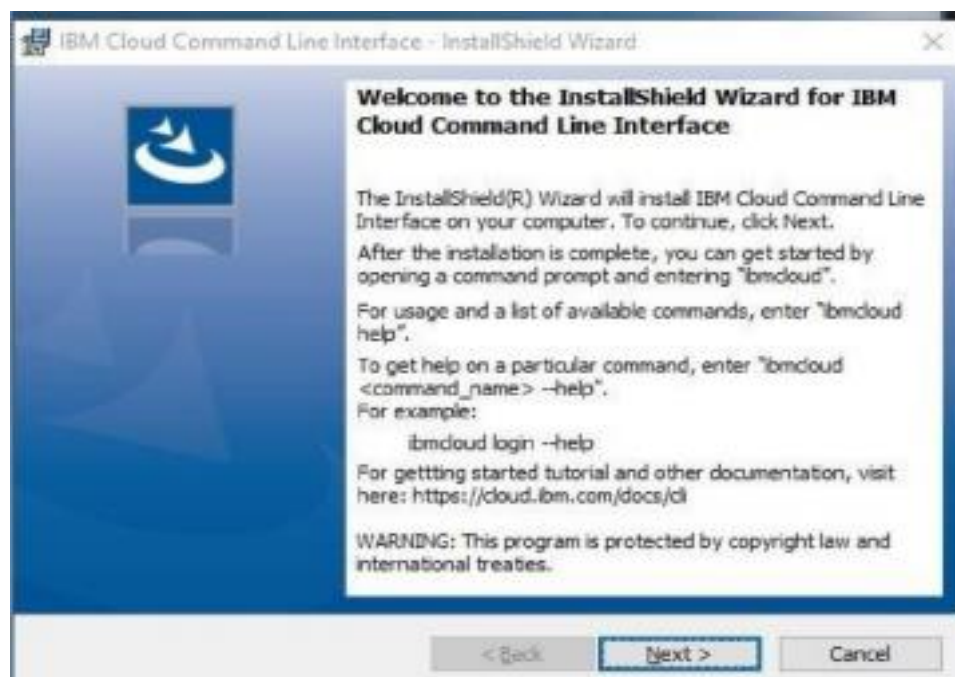 IBM Cloud Command Line Interface - InstallShield Wizard
Welcome to the InstallShield Wizard for IBM
Cloud Command Line Interface
The InstallShield(R) Wizard will install IBM Cloud Command Line
Interface on your computer. To continue, click Next.
After the installation is complete, you can get started by
opening a command prompt and entering "ibmcloud".
For usage and a list of available commands, enter "ibmcloud
help".
To get help on a particular command, enter "ibmcloud
<command_name> --help".
For example:
ibmcloud login --help
For gettting started tutorial and other documentation, visit
here: https://cloud.ibm.com/docs/cli
WARNING: This program is protected by copyright law and
international treaties.
< Back Next > Cancel